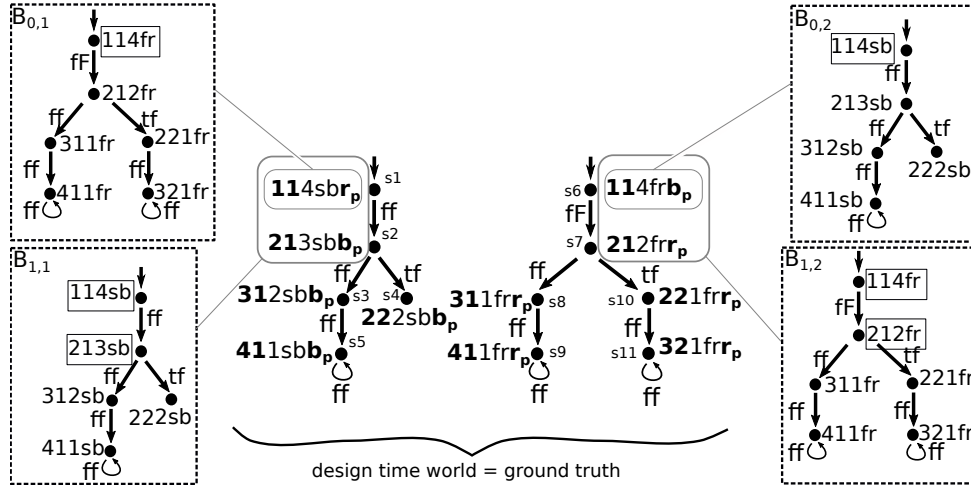 B0,1
114fr
fF
212fr
ff
tf
311fr
221fr
ff
ff
411fr
321fr
ff
ff
B1,1
114sb
ff
213sb
ff
tf
312sb
222sb
ff
411sb
ff
s1
114sbrp
ff
s2
213sbbp
ff
tf
312sbbp
s3
s4
222sbbp
ff
411sbbp
s5
ff
s6
114frbp
fF
s7
212frrp
ff
tf
311frrp
s8
s10
221frrp
ff
ff
411frrp
s9
s11
321frrp
ff
ff
design time world = ground truth
B0,2
114sb
ff
213sb
ff
tf
312sb
222sb
ff
411sb
ff
B1,2
114fr
fF
212fr
ff
tf
311fr
221fr
ff
ff
411fr
321fr
ff
ff